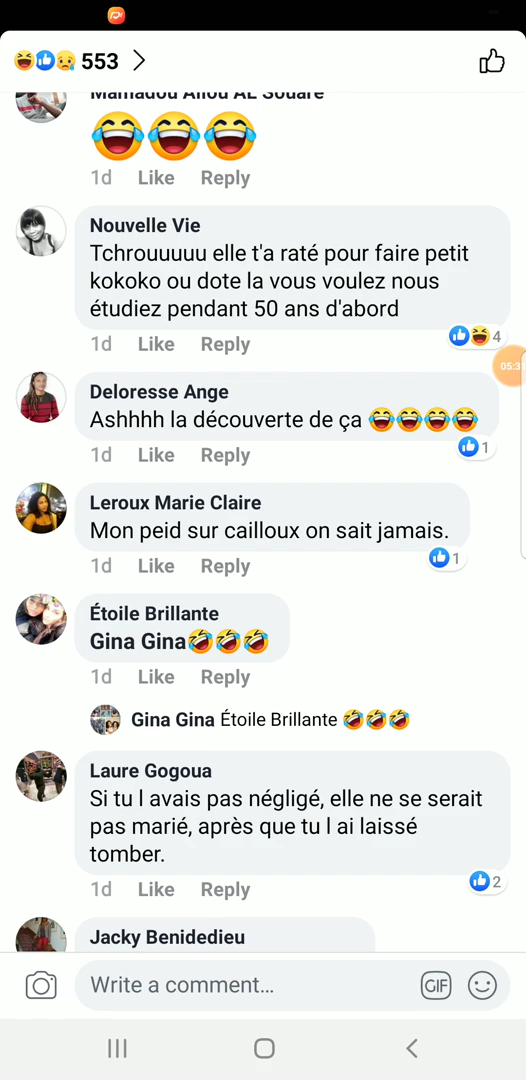 553
Mamadou Aliou AL Souare
😂😂😂
1d Like Reply
Nouvelle Vie
Tchrouuuuu elle t'a raté pour faire petit
kokoko ou dote la vous voulez nous
étudiez pendant 50 ans d'abord
4
1d Like Reply
05:3
Deloresse Ange
Ashhhh la découverte de ça 😂😂😂😂
1
1d Like Reply
Leroux Marie Claire
Mon peid sur cailloux on sait jamais.
1
1d Like Reply
Étoile Brillante
Gina Gina🤣🤣🤣
1d Like Reply
Gina Gina Étoile Brillante 🤣🤣🤣
Laure Gogoua
Si tu l avais pas négligé, elle ne se serait
pas marié, après que tu l ai laissé
tomber.
2
1d Like Reply
Jacky Benidedieu
Write a comment...
GIF